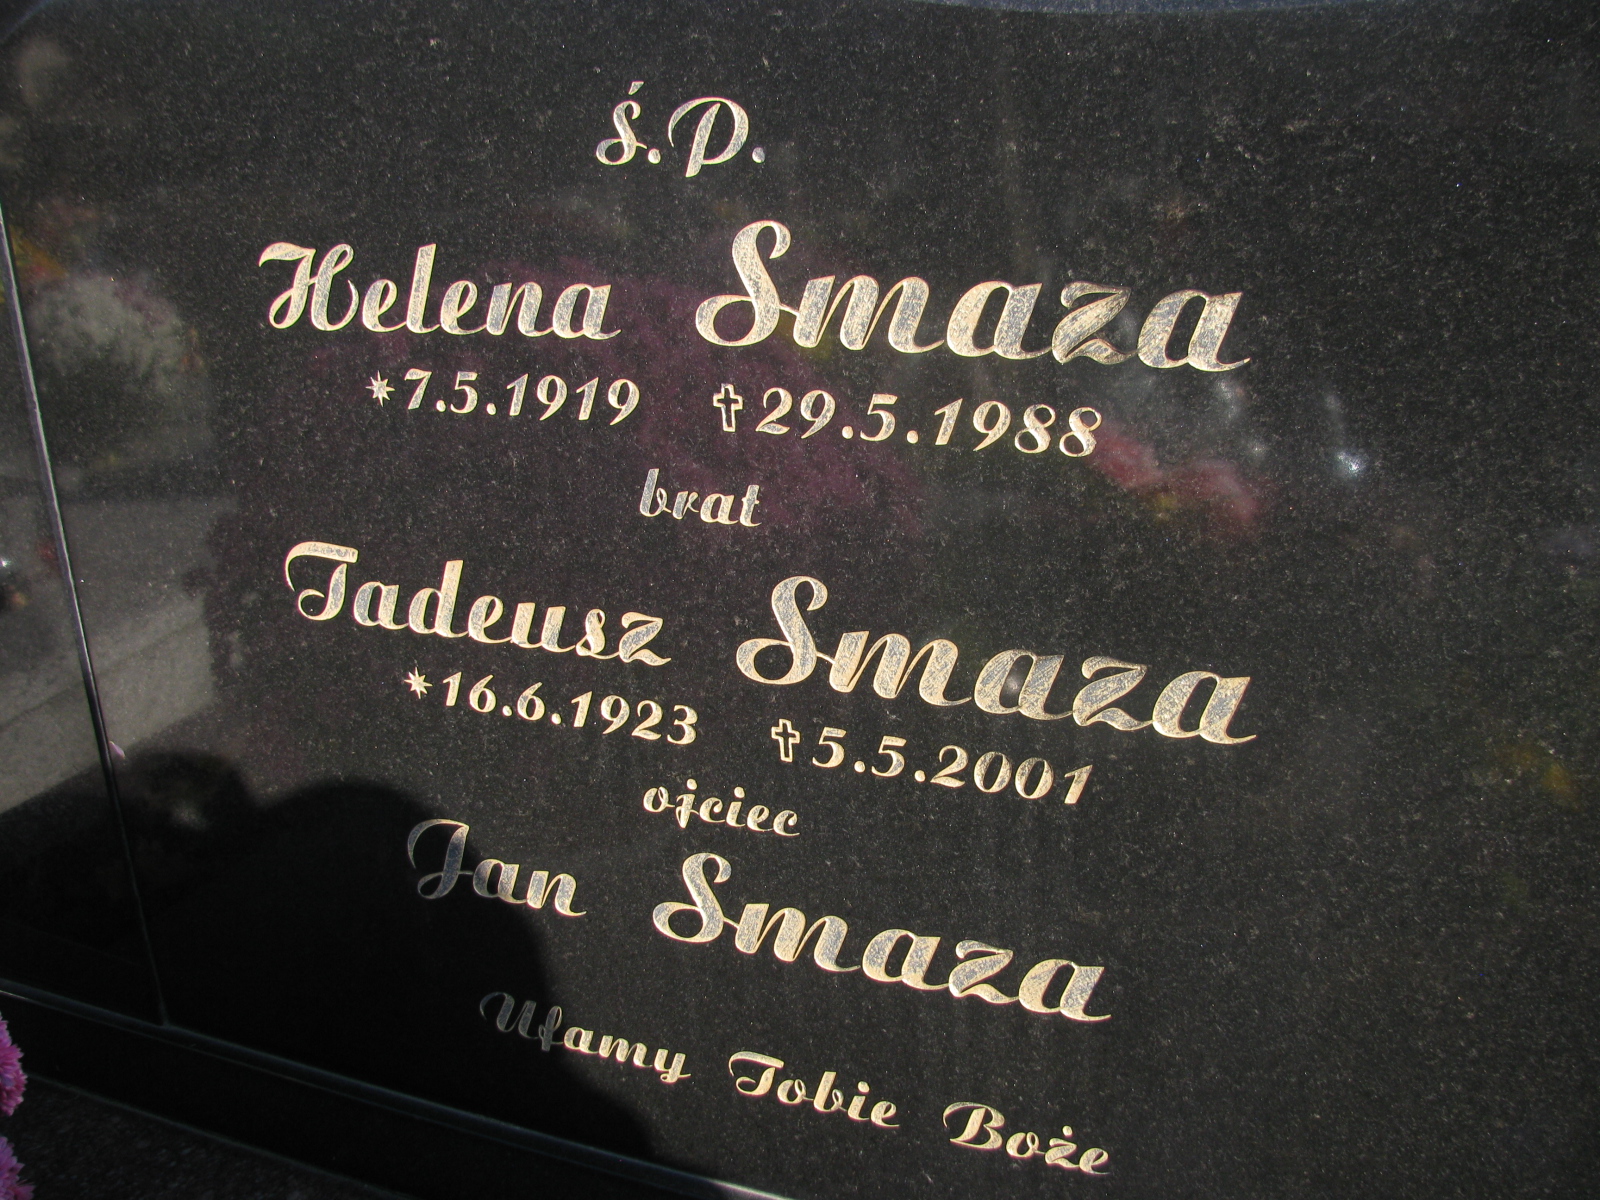 ś.P.
Helena Smaza
*7.5.1919 †29.5.1988
brat
Tadeusz Smaza
*16.6.1923 †5.5.2001
ojciec
Jan Smaza
Ufamy Tobie Boże